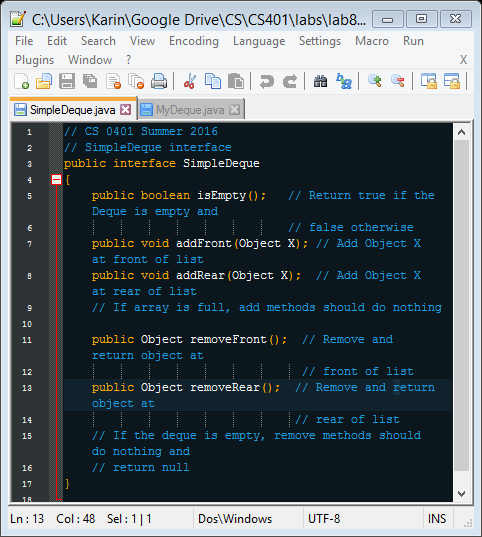 C:\Users\Karin\Google Drive\CS\CS401\labs\lab8...
File Edit Search View Encoding Language Settings Macro Run
Plugins Window ? X
SimpleDeque.java MyDeque.java
1 // CS 0401 Summer 2016
2 // SimpleDeque interface
3 public interface SimpleDeque
4 {
5 public boolean isEmpty(); // Return true if the
Deque is empty and
6 // false otherwise
7 public void addFront(Object X); // Add Object X
at front of list
8 public void addRear(Object X); // Add Object X
at rear of list
9 // If array is full, add methods should do nothing
10
11 public Object removeFront(); // Remove and
return object at
12 // front of list
13 public Object removeRear(); // Remove and return
object at
14 // rear of list
15 // If the deque is empty, remove methods should
do nothing and
16 // return null
17 }
18
Ln : 13 Col : 48 Sel : 1 | 1 Dos\Windows UTF-8 INS